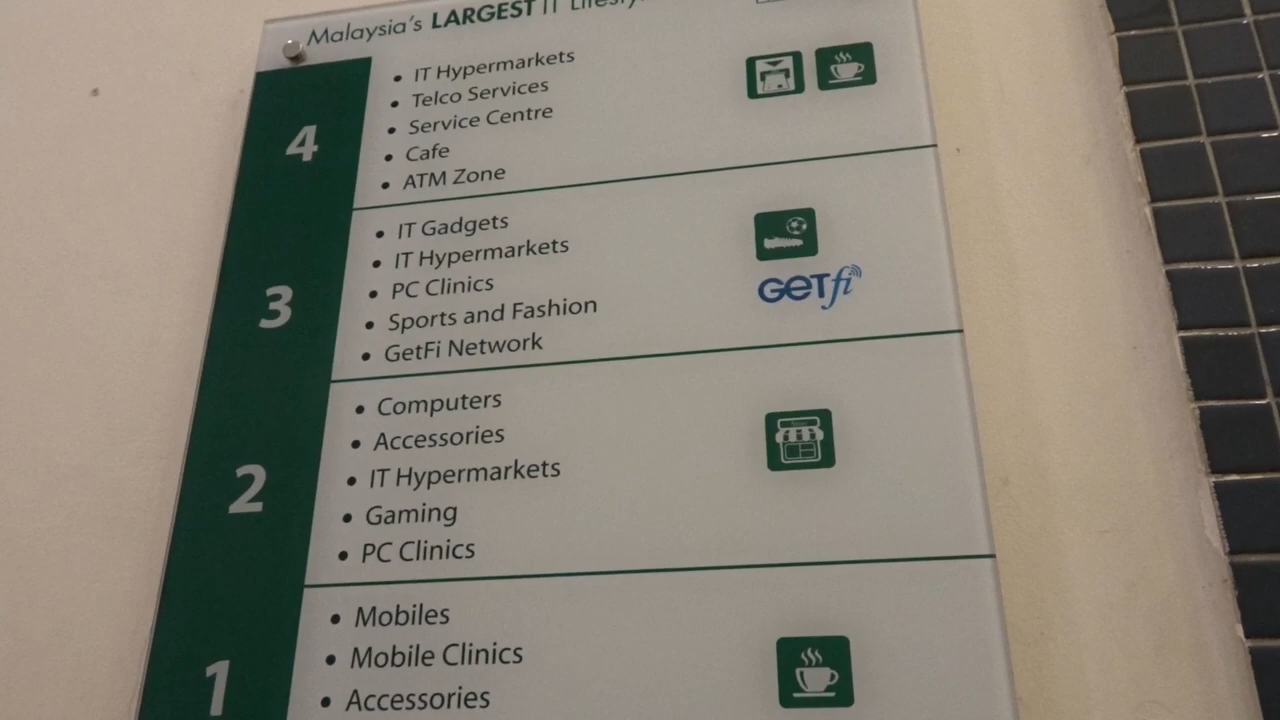 Malaysia's LARGEST IT
4
• IT Hypermarkets
• Telco Services
• Service Centre
• Cafe
• ATM Zone
3
• IT Gadgets
• IT Hypermarkets
• PC Clinics
• Sports and Fashion
• GetFi Network
GETfi
2
• Computers
• Accessories
• IT Hypermarkets
• Gaming
• PC Clinics
1
• Mobiles
• Mobile Clinics
• Accessories